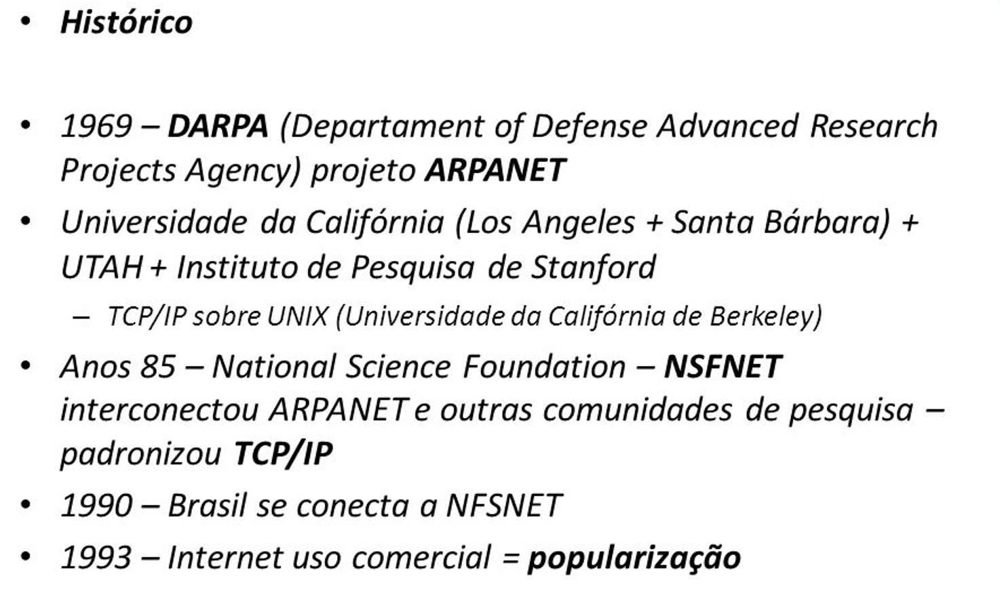 • Histórico
• 1969 – DARPA (Departament of Defense Advanced Research
Projects Agency) projeto ARPANET
• Universidade da Califórnia (Los Angeles + Santa Bárbara) +
UTAH + Instituto de Pesquisa de Stanford
– TCP/IP sobre UNIX (Universidade da Califórnia de Berkeley)
• Anos 85 – National Science Foundation – NSFNET
interconectou ARPANET e outras comunidades de pesquisa –
padronizou TCP/IP
• 1990 – Brasil se conecta a NFSNET
• 1993 – Internet uso comercial = popularização